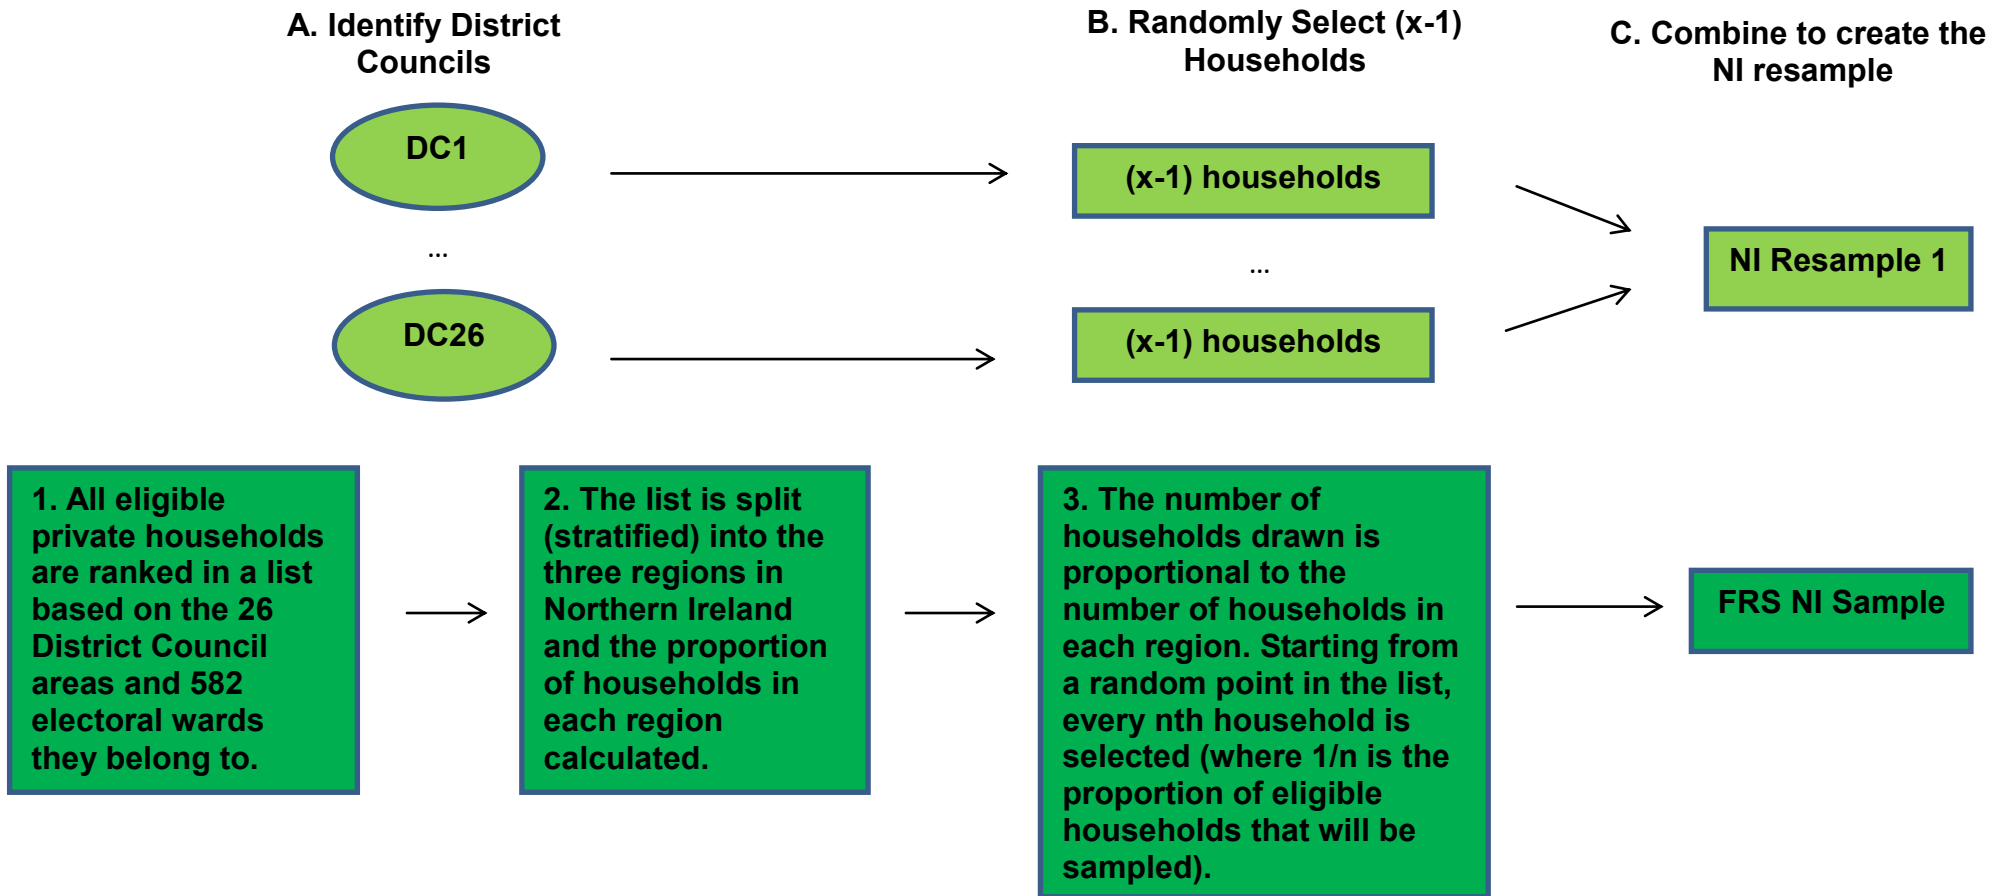 A. Identify District
Councils
B. Randomly Select (x-1)
Households
C. Combine to create the
NI resample
DC1
(x-1) households
...
...
NI Resample 1
DC26
(x-1) households
1. All eligible
private households
are ranked in a list
based on the 26
District Council
areas and 582
electoral wards
they belong to.
2. The list is split
(stratified) into the
three regions in
Northern Ireland
and the proportion
of households in
each region
calculated.
3. The number of
households drawn is
proportional to the
number of households in
each region. Starting from
a random point in the list,
every nth household is
selected (where 1/n is the
proportion of eligible
households that will be
sampled).
FRS NI Sample